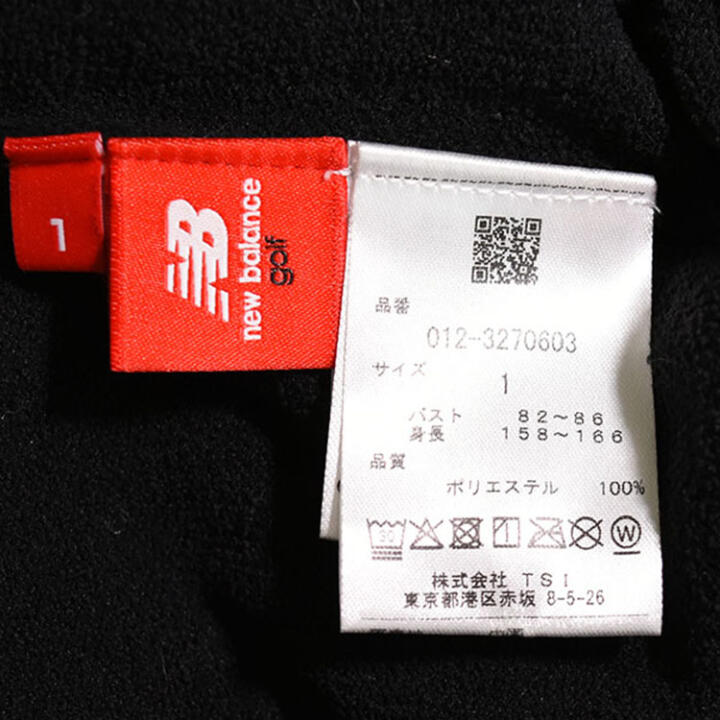 1
NB
new balance
golf
品番
012-3270603
サイズ
1
バスト 82～86
身長 158～166
品質
ポリエステル 100%
30
W
株式会社 TSI
東京都港区赤坂 8-5-26